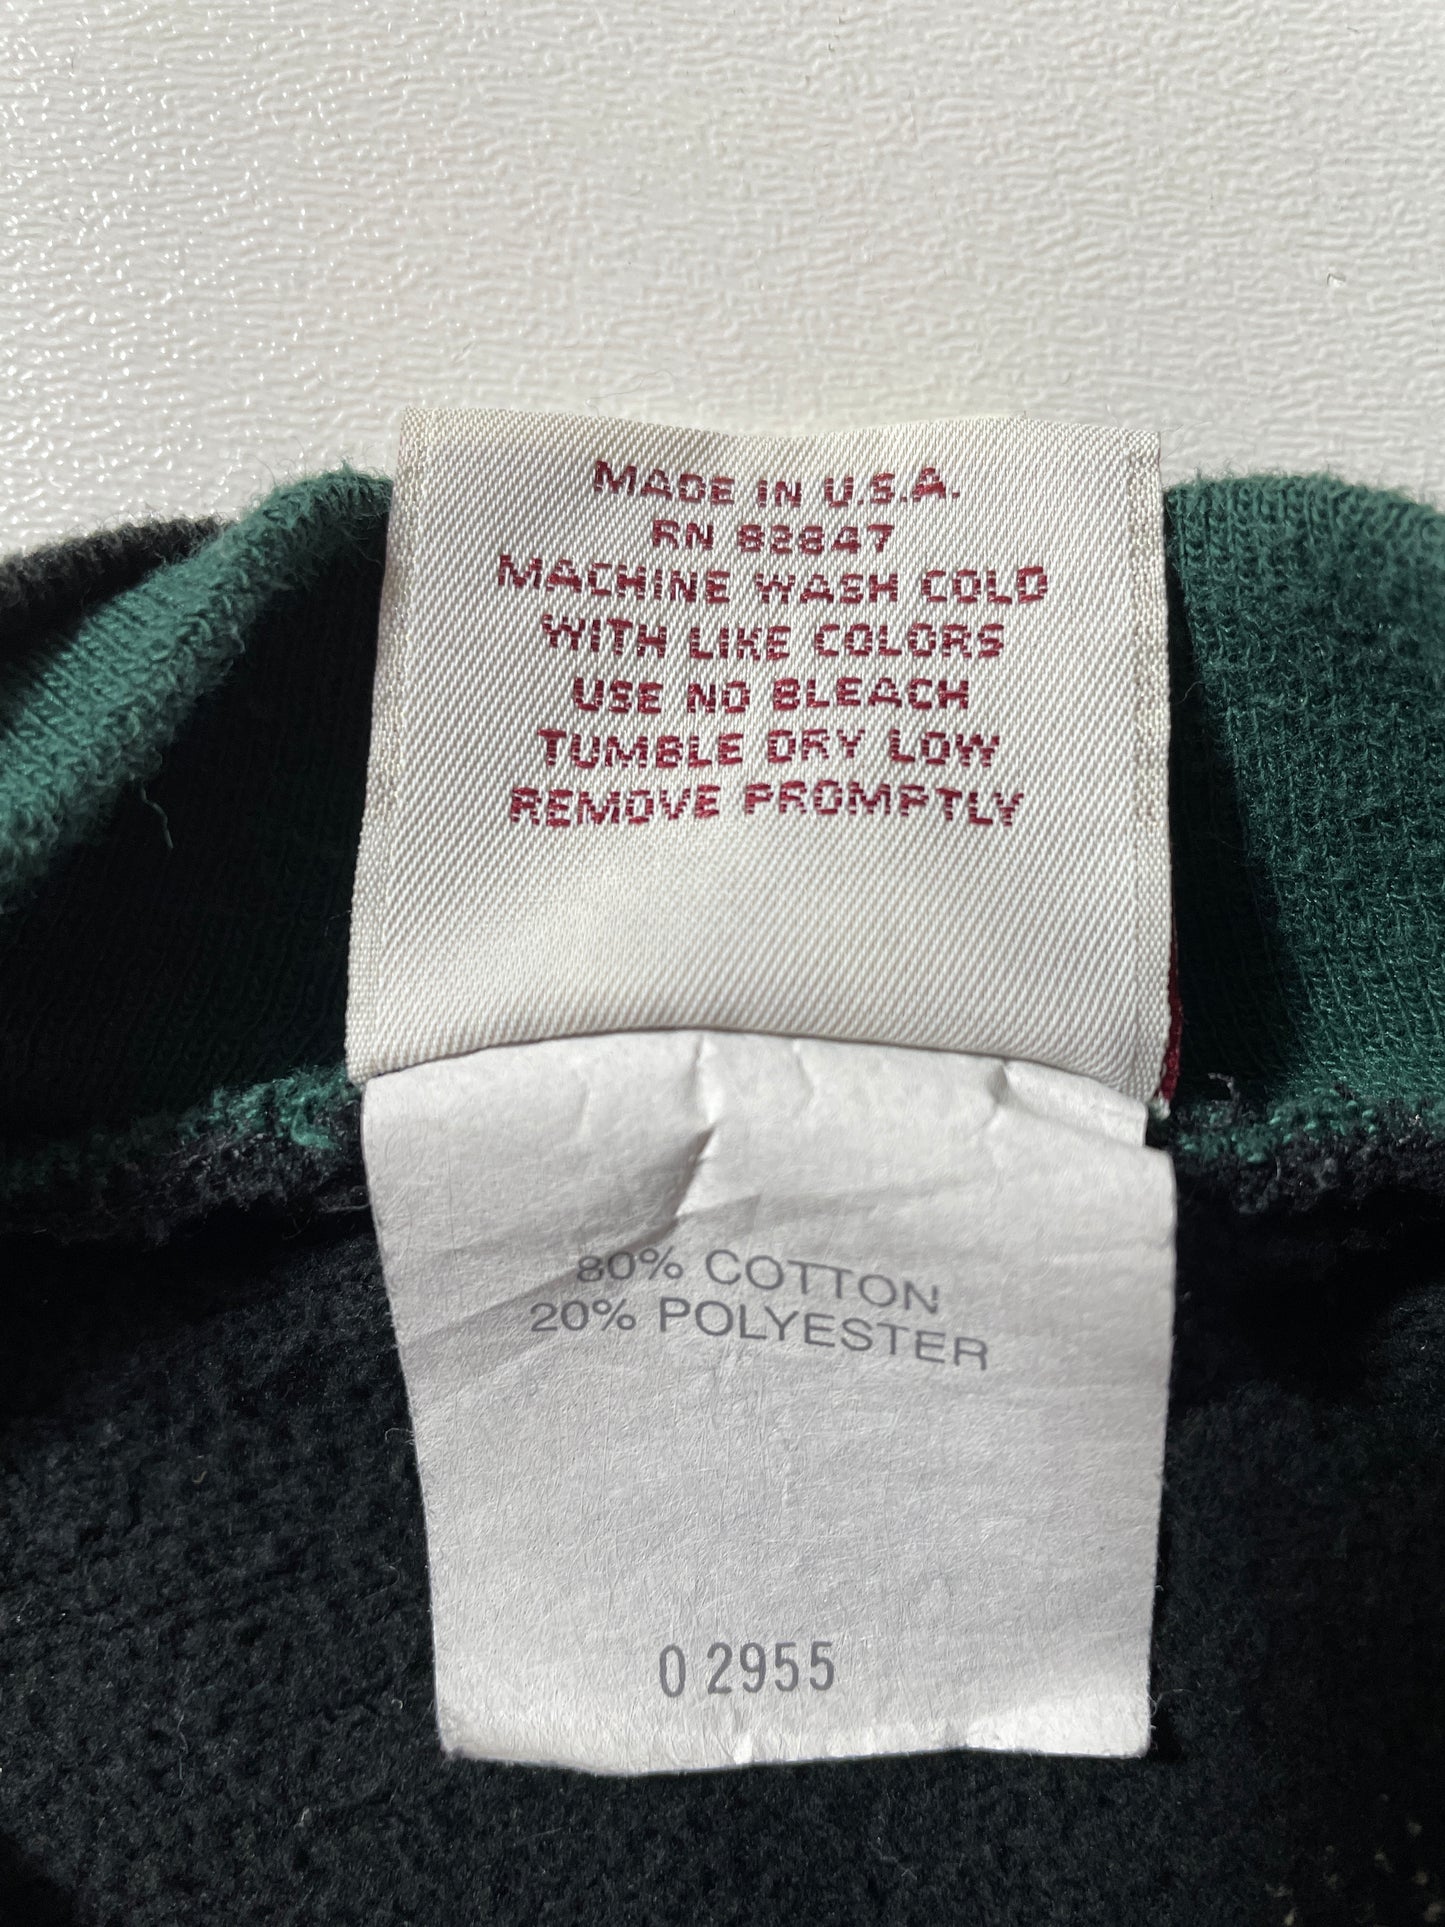 MADE IN U.S.A.
RN 82647
MACHINE WASH COLD
WITH LIKE COLORS
USE NO BLEACH
TUMBLE DRY LOW
REMOVE PROMPTLY
80% COTTON
20% POLYESTER
0 2955